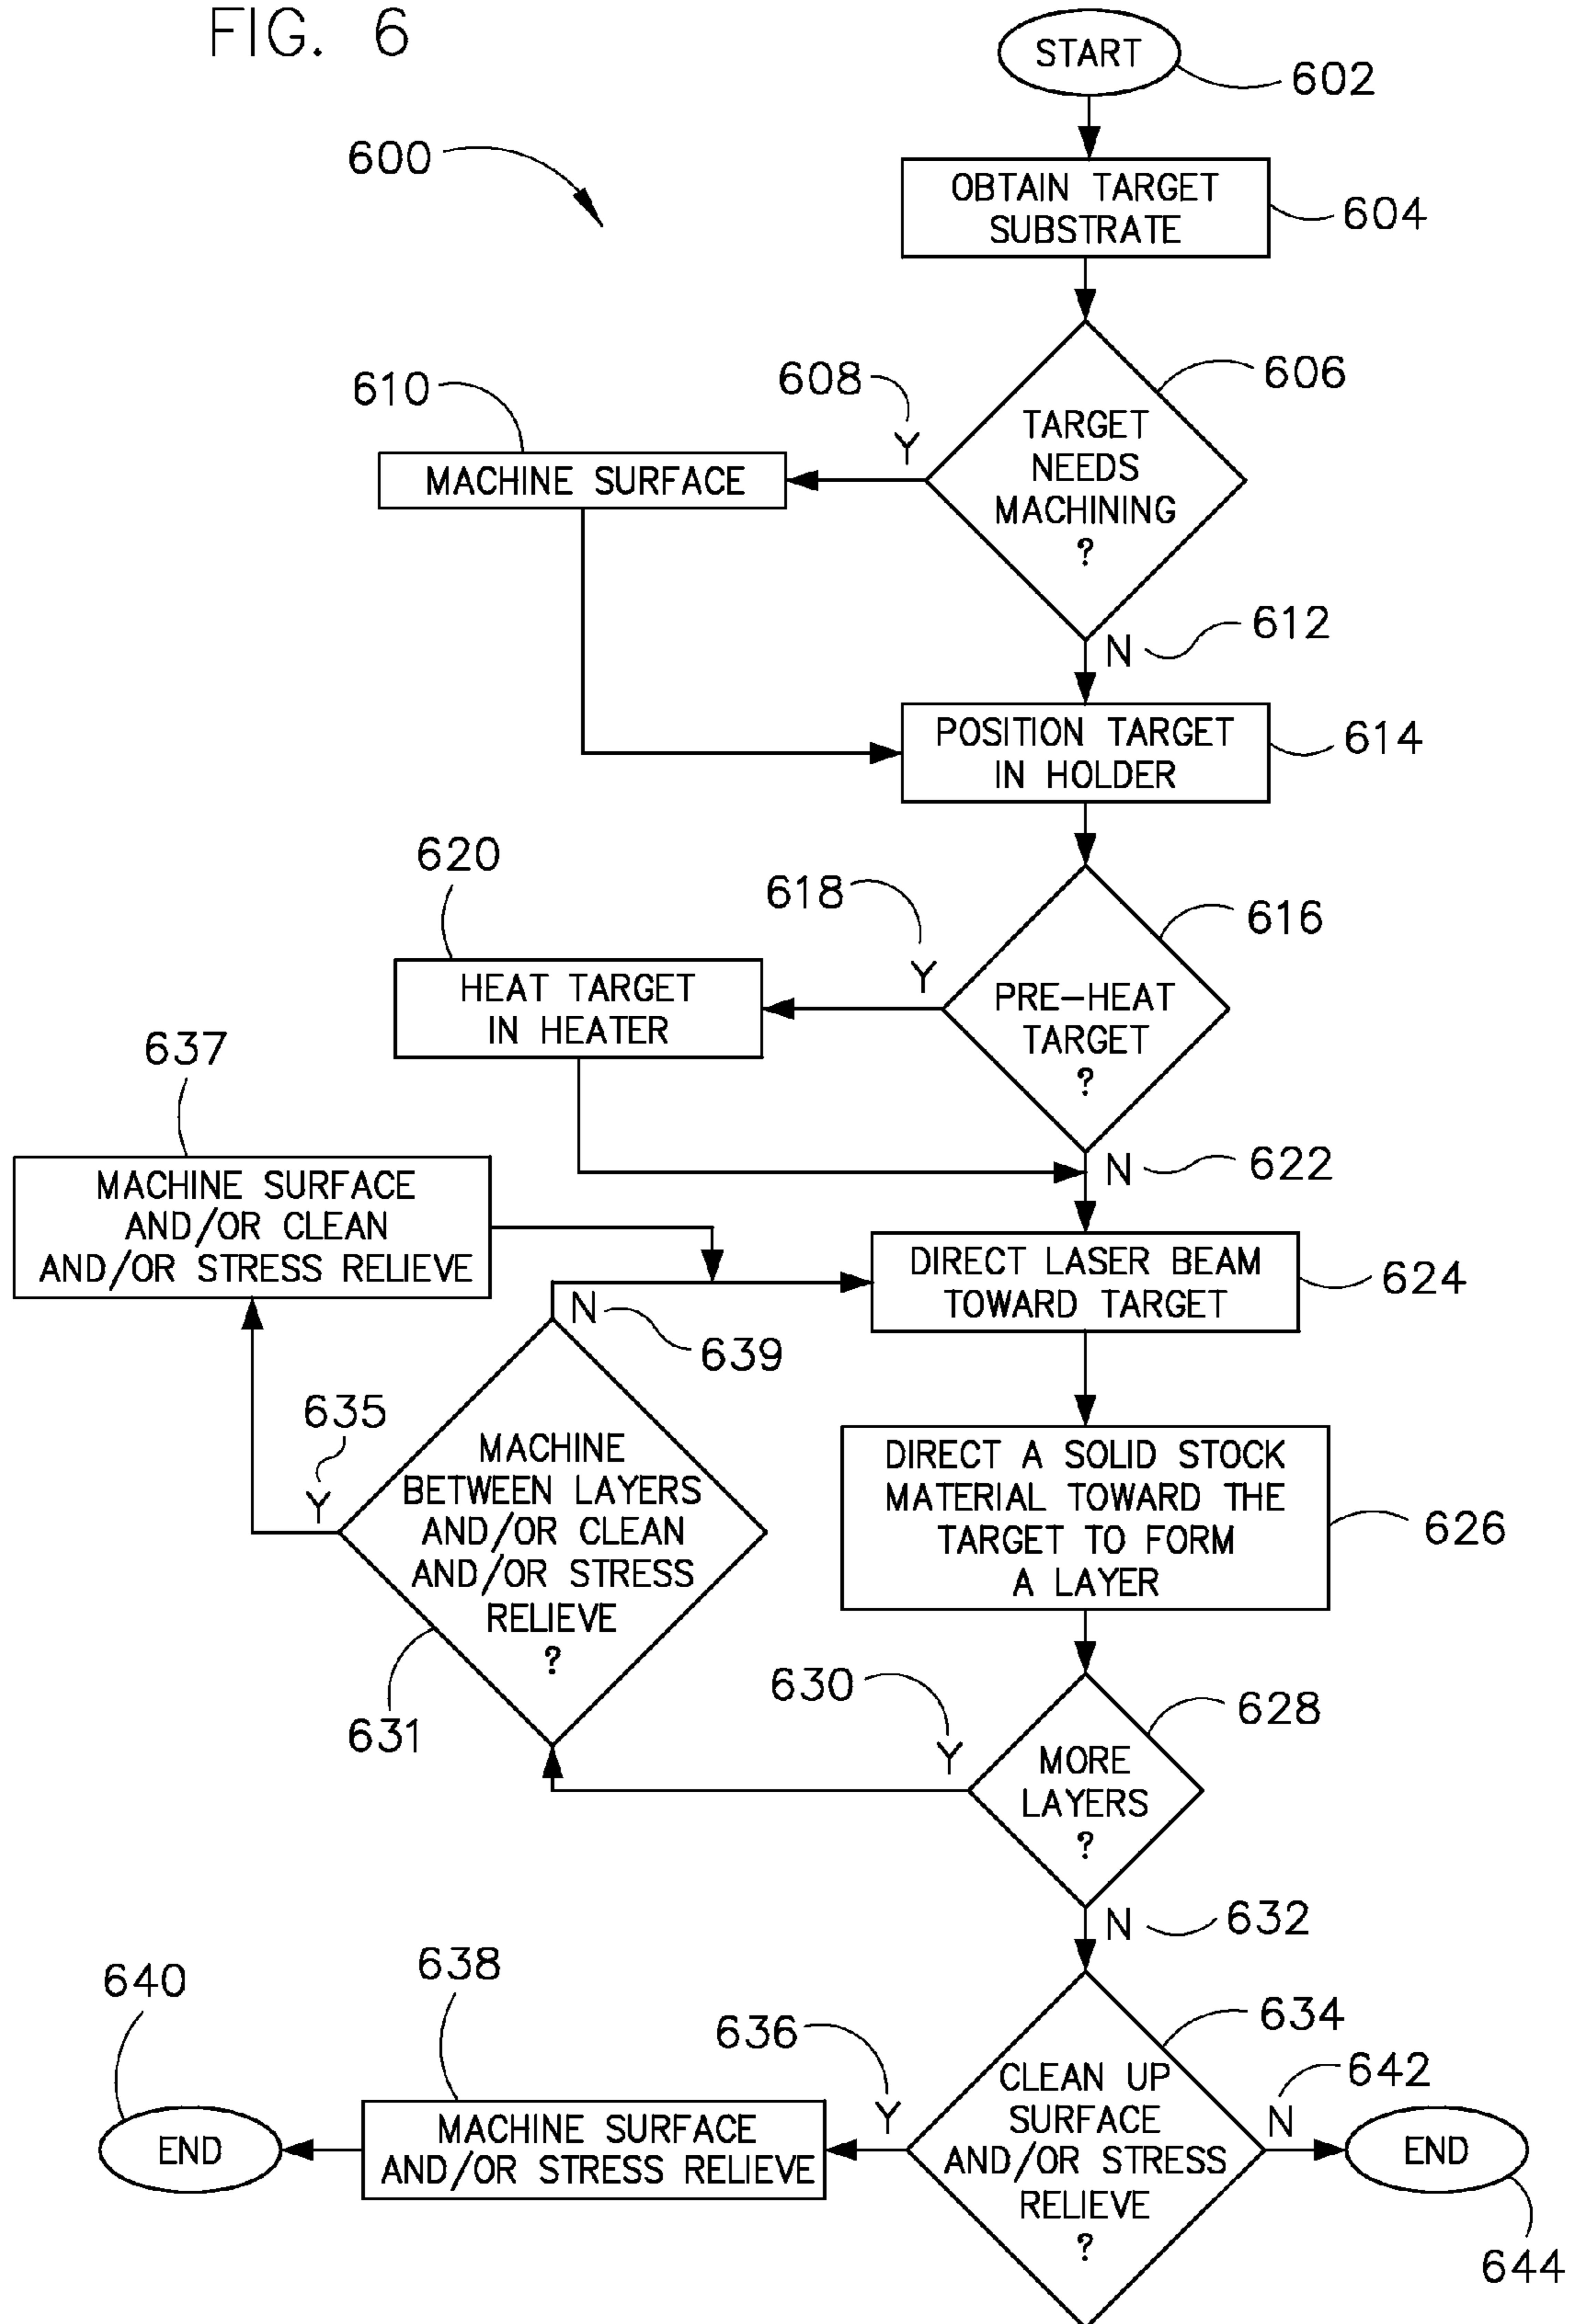 FIG. 6
START
602
600
OBTAIN TARGET
SUBSTRATE
604
606
608
Y
610
TARGET
NEEDS
MACHINING
?
MACHINE SURFACE
N
612
POSITION TARGET
IN HOLDER
614
620
618
Y
616
HEAT TARGET
IN HEATER
PRE-HEAT
TARGET
?
637
N
622
MACHINE SURFACE
AND/OR CLEAN
AND/OR STRESS RELIEVE
DIRECT LASER BEAM
TOWARD TARGET
624
N
639
635
Y
MACHINE
BETWEEN LAYERS
AND/OR CLEAN
AND/OR STRESS
RELIEVE
?
631
DIRECT A SOLID STOCK
MATERIAL TOWARD THE
TARGET TO FORM
A LAYER
626
630
Y
628
MORE
LAYERS
?
N
632
640
638
636
Y
634
642
N
END
MACHINE SURFACE
AND/OR STRESS RELIEVE
CLEAN UP
SURFACE
AND/OR STRESS
RELIEVE
?
END
644